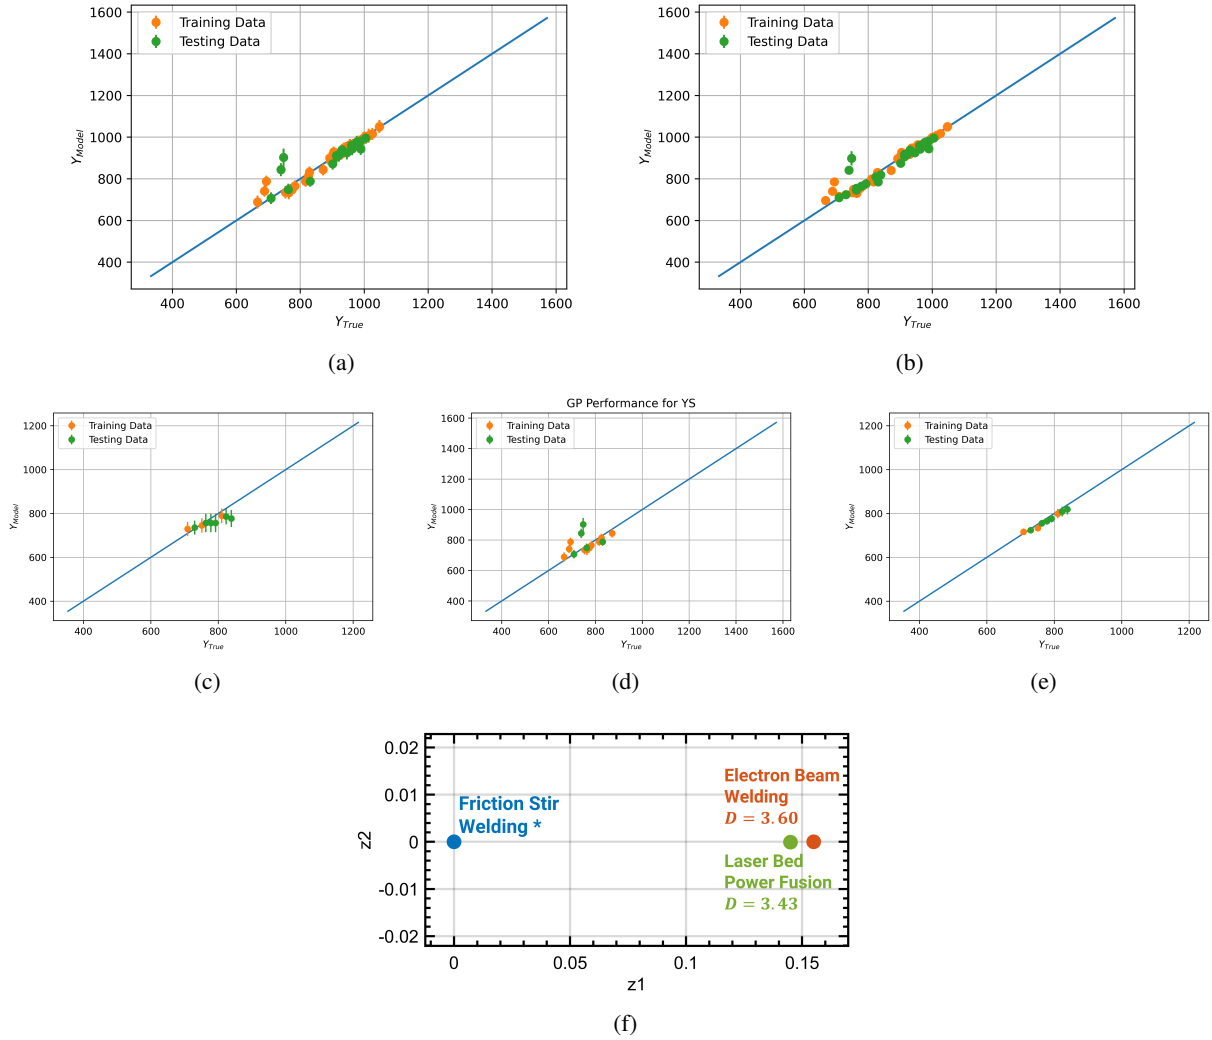 1600
1400
1200
1000
800
600
400
Y_Model
Training Data
Testing Data
400 600 800 1000 1200 1400 1600
Y_True
(a)
1600
1400
1200
1000
800
600
400
Y_Model
Training Data
Testing Data
400 600 800 1000 1200 1400 1600
Y_True
(b)
1200
1000
800
600
400
Y_Model
Training Data
Testing Data
400 600 800 1000 1200
Y_True
(c)
GP Performance for YS
1600
1400
1200
1000
800
600
400
Y_Model
Training Data
Testing Data
400 600 800 1000 1200 1400 1600
Y_True
(d)
1200
1000
800
600
400
Y_Model
Training Data
Testing Data
400 600 800 1000 1200
Y_True
(e)
0.02
0.01
0
-0.01
-0.02
z2
Friction Stir
Welding *
Electron Beam
Welding
D = 3.60
Laser Bed
Power Fusion
D = 3.43
0 0.05 0.1 0.15
z1
(f)